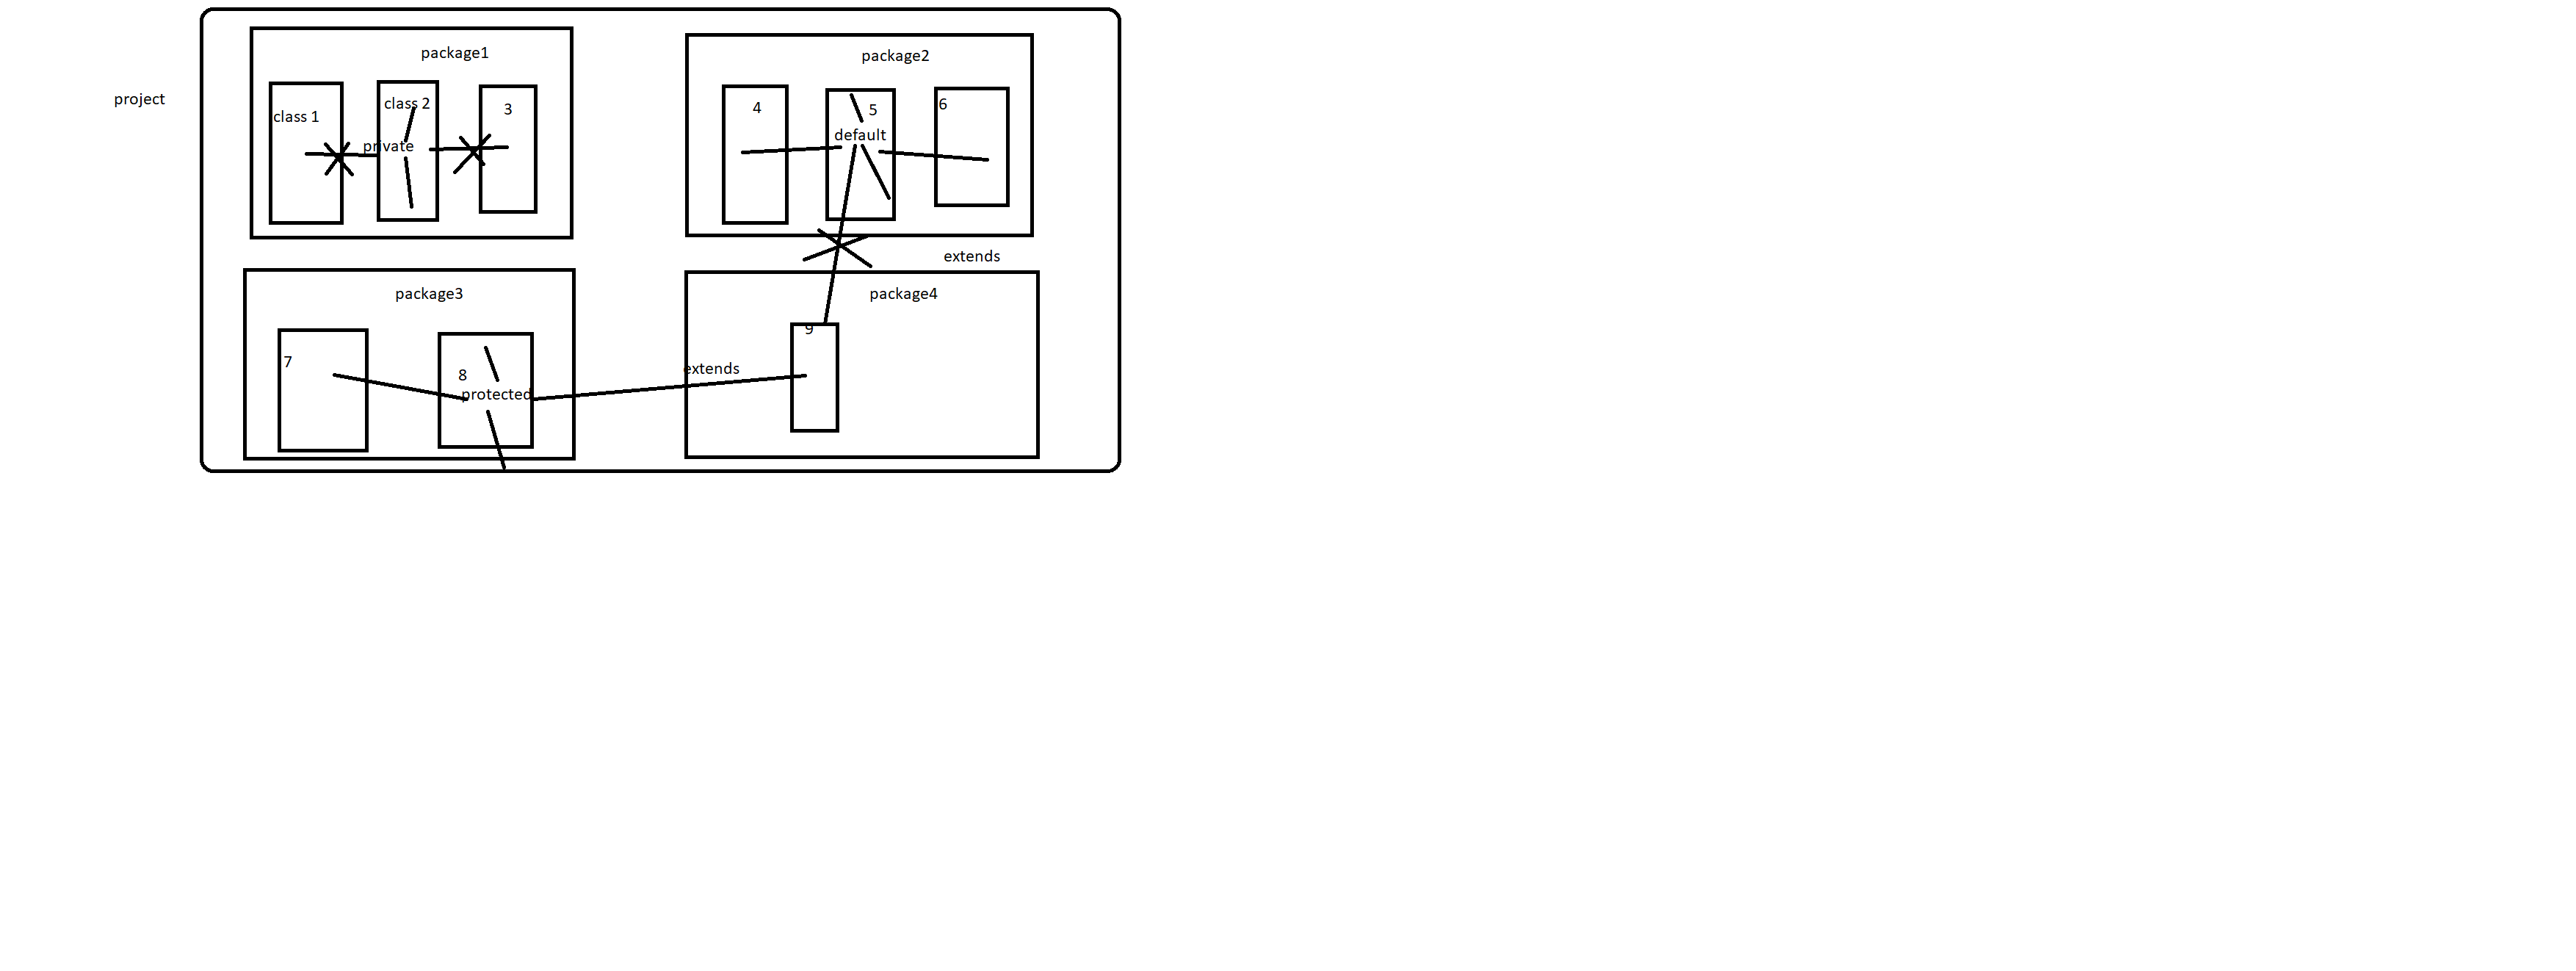 project
package1
class 1
class 2
3
private
package2
4
5
6
default
extends
package3
7
8
protected
extends
package4
9